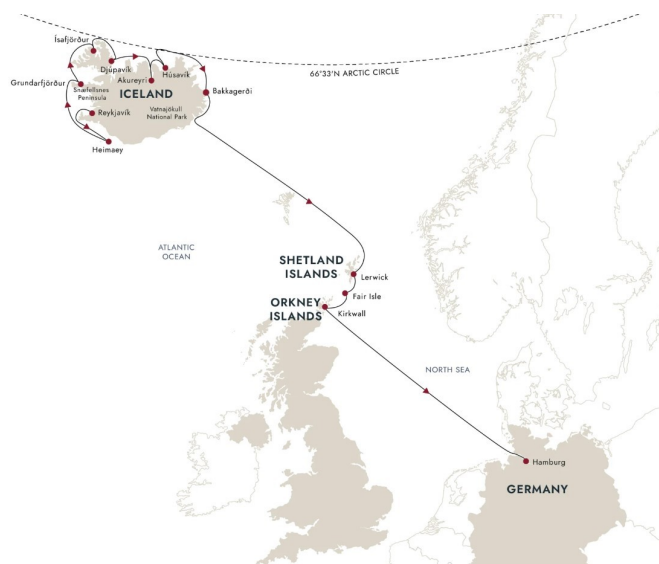 66°33'N ARCTIC CIRCLE
Ísafjörður
Djúpavík
Húsavík
Akureyri
Grundarfjörður
Snæfellsnes
Peninsula
ICELAND
Bakkagerði
Vatnajökull
National Park
Reykjavík
Heimaey
ATLANTIC
OCEAN
SHETLAND
ISLANDS
Lerwick
Fair Isle
ORKNEY
ISLANDS
Kirkwall
NORTH SEA
Hamburg
GERMANY